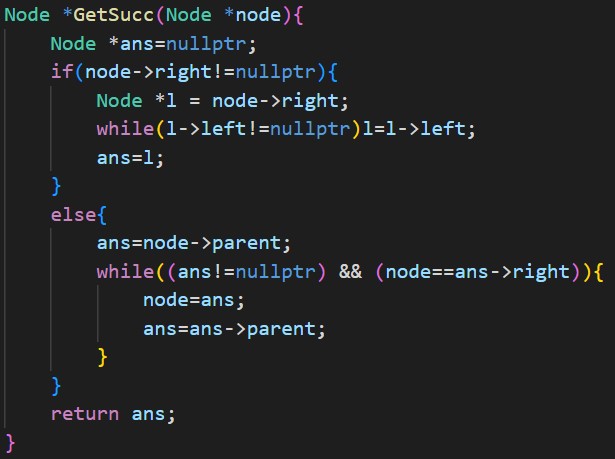 Node *GetSucc(Node *node){
    Node *ans=nullptr;
    if(node->right!=nullptr){
        Node *l = node->right;
        while(l->left!=nullptr)l=l->left;
        ans=l;
    }
    else{
        ans=node->parent;
        while((ans!=nullptr) && (node==ans->right)){
            node=ans;
            ans=ans->parent;
        }
    }
    return ans;
}